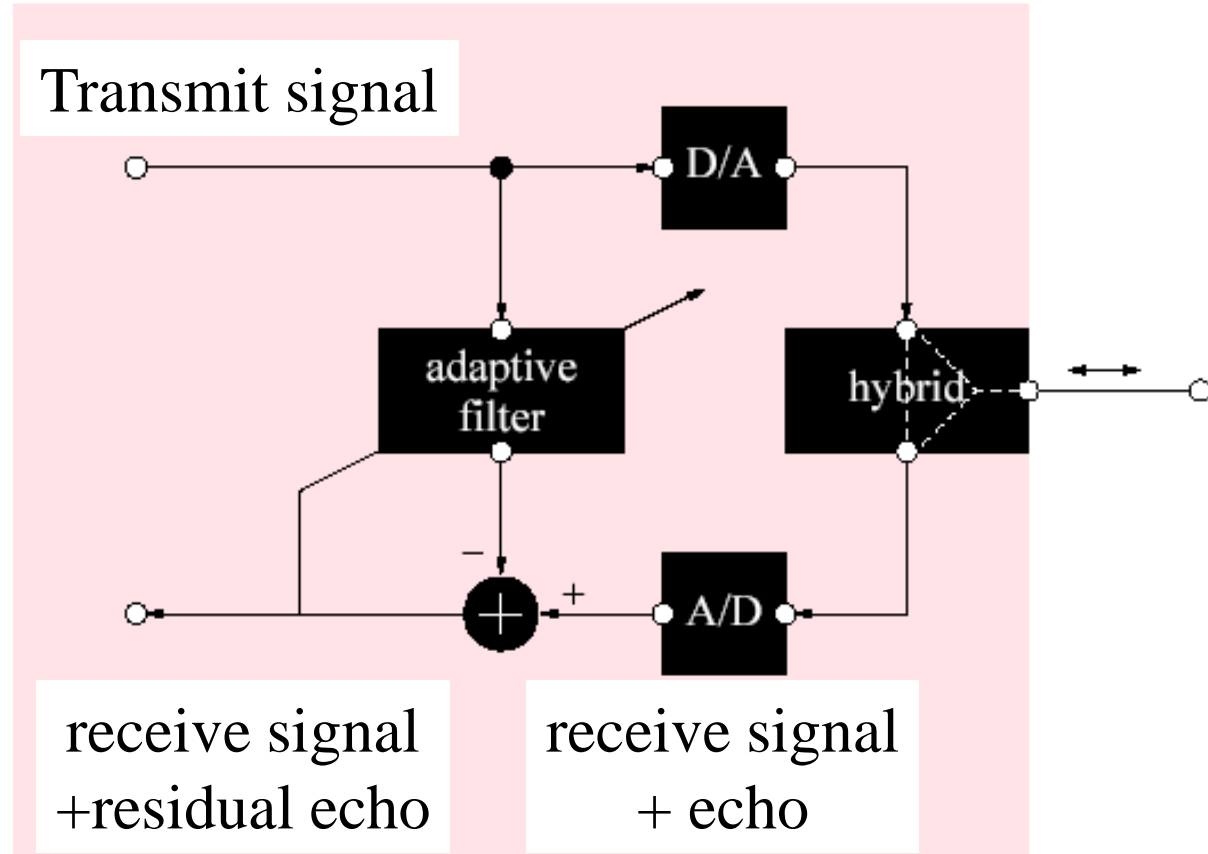 Transmit signal
D/A
adaptive
filter
hybrid
−
+
+
A/D
receive signal
+residual echo
receive signal
+ echo